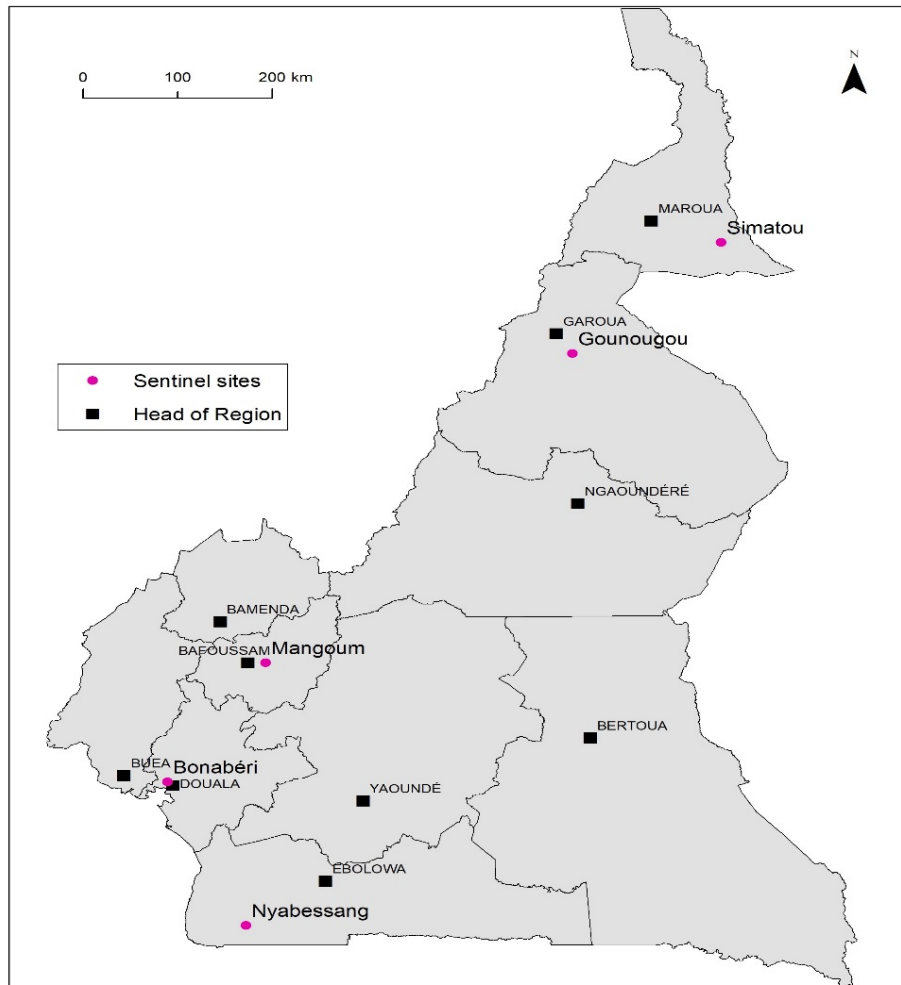 N
0 100 200 km
MAROUA
Simatou
GAROUA
Gounougou
Sentinel sites
Head of Region
NGAOUNDÉRÉ
BAMENDA
BAFOUSSAM Mangoum
BERTOUA
BUEA Bonabéri
DOUALA
YAOUNDÉ
EBOLOWA
Nyabessang